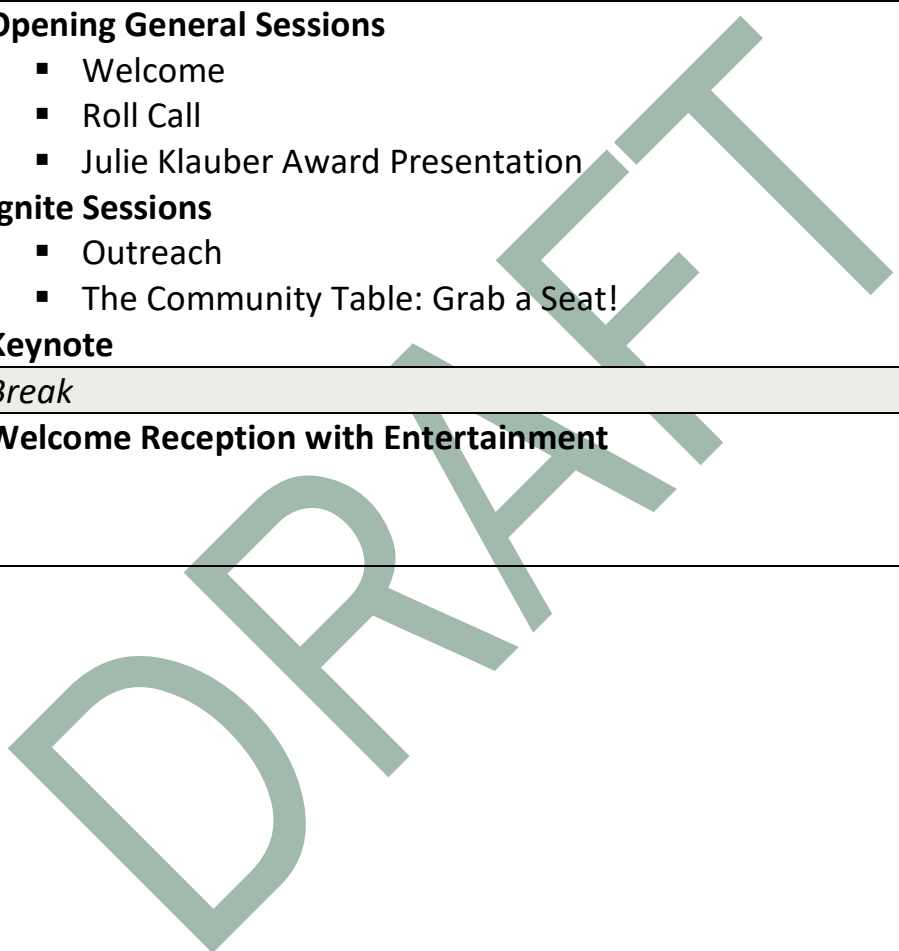 Opening General Sessions
▪ Welcome
▪ Roll Call
▪ Julie Klauber Award Presentation
Ignite Sessions
▪ Outreach
▪ The Community Table: Grab a Seat!
Keynote
Break
Welcome Reception with Entertainment
DRAFT